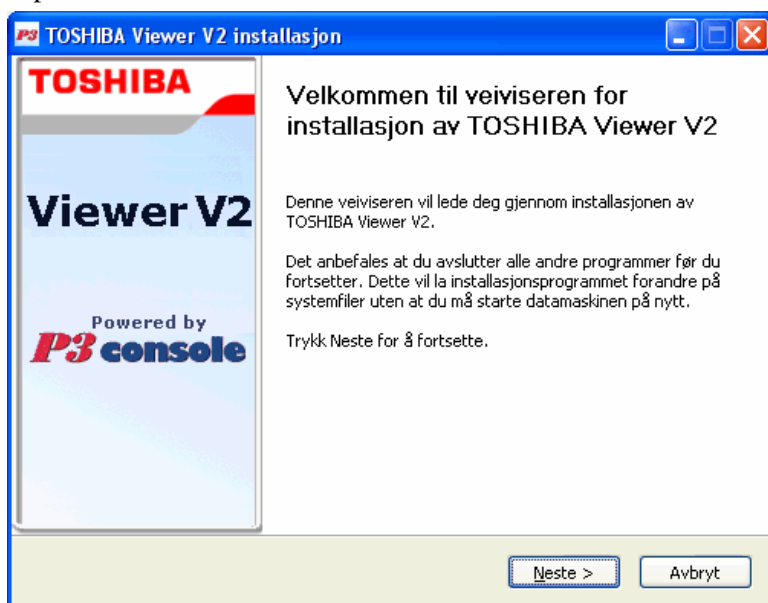 P3 TOSHIBA Viewer V2 installasjon
TOSHIBA
Viewer V2
Powered by
P3 console
Velkommen til veiviseren for
installasjon av TOSHIBA Viewer V2
Denne veiviseren vil lede deg gjennom installasjonen av
TOSHIBA Viewer V2.
Det anbefales at du avslutter alle andre programmer før du
fortsetter. Dette vil la installasjonsprogrammet forandre på
systemfiler uten at du må starte datamaskinen på nytt.
Trykk Neste for å fortsette.
Neste >
Avbryt